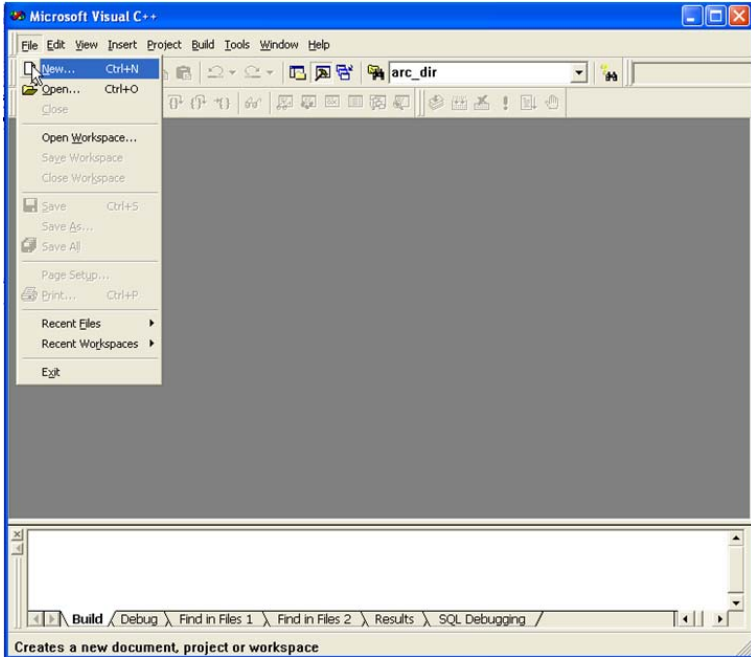 Microsoft Visual C++
File Edit View Insert Project Build Tools Window Help
New... Ctrl+N
arc_dir
Open... Ctrl+O
Close
Open Workspace...
Save Workspace
Close Workspace
Save Ctrl+S
Save As...
Save All
Page Setup...
Print... Ctrl+P
Recent Files
Recent Workspaces
Exit
Build Debug Find in Files 1 Find in Files 2 Results SQL Debugging
Creates a new document, project or workspace